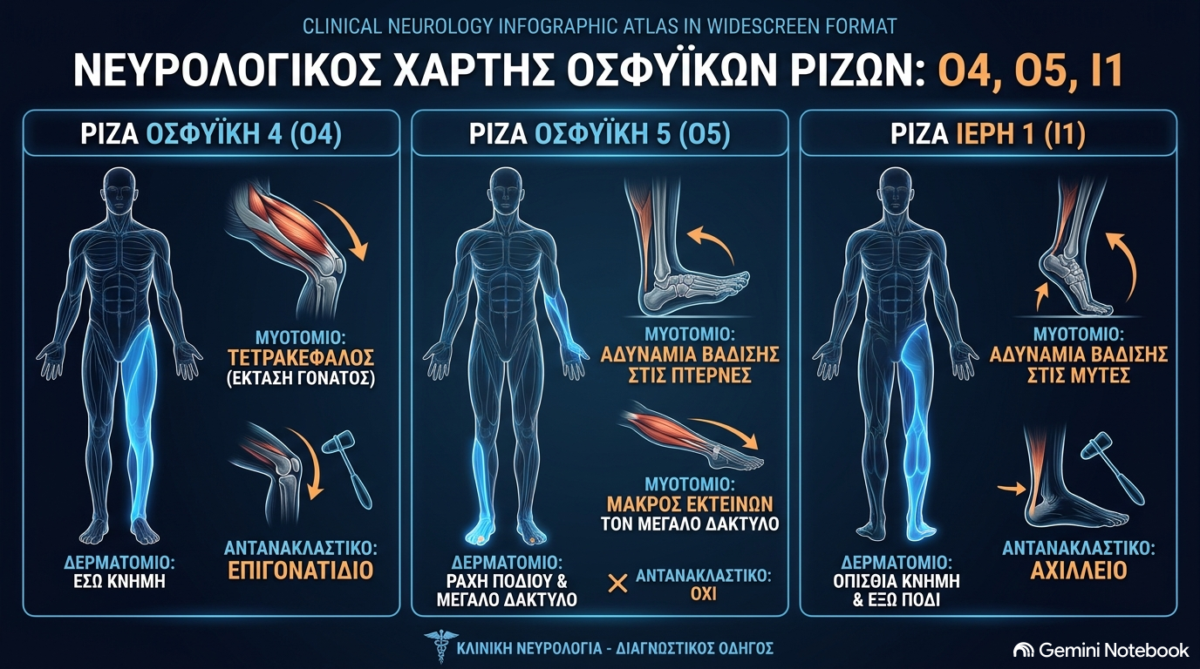 CLINICAL NEUROLOGY INFOGRAPHIC ATLAS IN WIDESCREEN FORMAT
ΝΕΥΡΟΛΟΓΙΚΟΣ ΧΑΡΤΗΣ ΟΣΦΥΪΚΩΝ ΡΙΖΩΝ: Ο4, Ο5, Ι1
ΡΙΖΑ ΟΣΦΥΪΚΗ 4 (Ο4)
ΜΥΟΤΟΜΙΟ:
ΤΕΤΡΑΚΕΦΑΛΟΣ
(ΕΚΤΑΣΗ ΓΟΝΑΤΟΣ)
ΔΕΡΜΑΤΟΜΙΟ:
ΕΣΩ ΚΝΗΜΗ
ΑΝΤΑΝΑΚΛΑΣΤΙΚΟ:
ΕΠΙΓΟΝΑΤΙΔΙΟ
ΡΙΖΑ ΟΣΦΥΪΚΗ 5 (Ο5)
ΜΥΟΤΟΜΙΟ:
ΑΔΥΝΑΜΙΑ ΒΑΔΙΣΗΣ
ΣΤΙΣ ΠΤΕΡΝΕΣ
ΜΥΟΤΟΜΙΟ:
ΜΑΚΡΟΣ ΕΚΤΕΙΝΩΝ
ΤΟΝ ΜΕΓΑΛΟ ΔΑΚΤΥΛΟ
ΔΕΡΜΑΤΟΜΙΟ:
ΡΑΧΗ ΠΟΔΙΟΥ &
ΜΕΓΑΛΟ ΔΑΚΤΥΛΟ
ΑΝΤΑΝΑΚΛΑΣΤΙΚΟ:
ΟΧΙ
ΡΙΖΑ ΙΕΡΗ 1 (Ι1)
ΜΥΟΤΟΜΙΟ:
ΑΔΥΝΑΜΙΑ ΒΑΔΙΣΗΣ
ΣΤΙΣ ΜΥΤΕΣ
ΔΕΡΜΑΤΟΜΙΟ:
ΟΠΙΣΘΙΑ ΚΝΗΜΗ
& ΕΞΩ ΠΟΔΙ
ΑΝΤΑΝΑΚΛΑΣΤΙΚΟ:
ΑΧΙΛΛΕΙΟ
ΚΛΙΝΙΚΗ ΝΕΥΡΟΛΟΓΙΑ - ΔΙΑΓΝΩΣΤΙΚΟΣ ΟΔΗΓΟΣ
Gemini Notebook